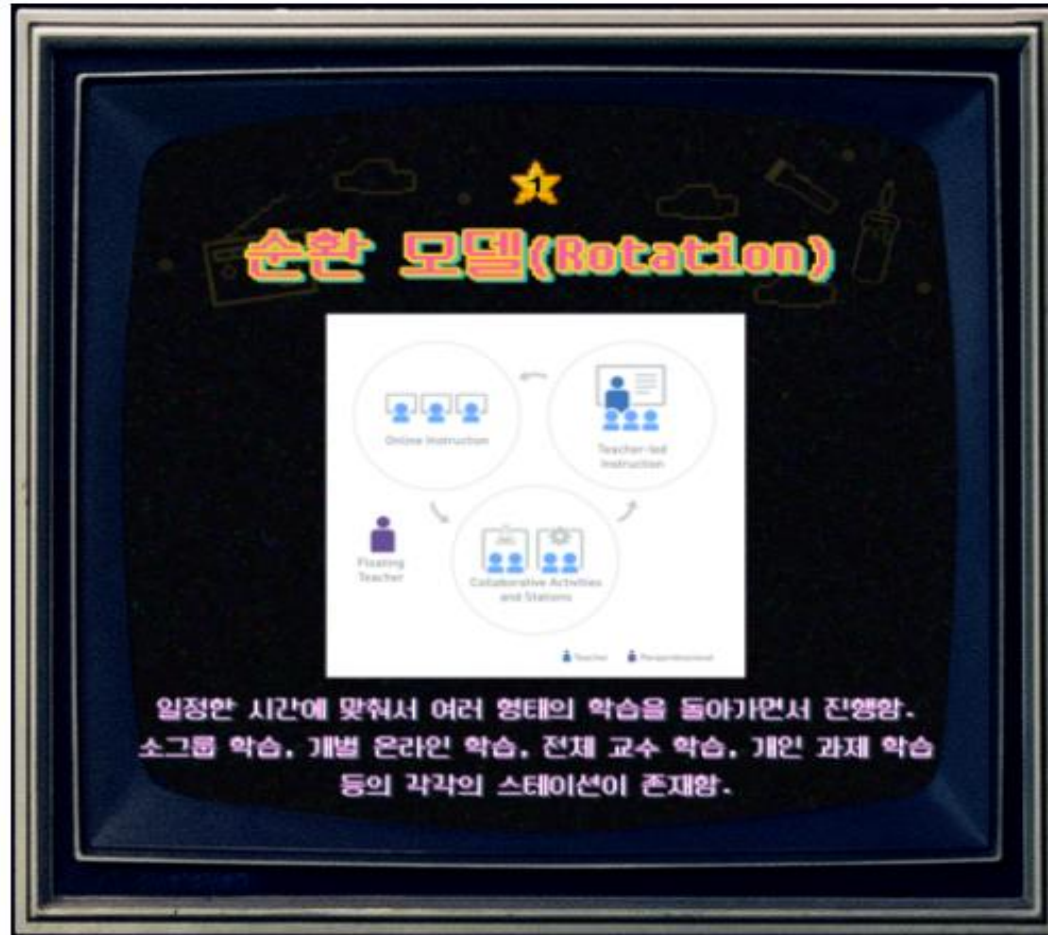 1
순환 모델(Rotation)
Online Instruction
Teacher-led
Instruction
Floating
Teacher
Collaborative Activities
and Stations
Teacher
Paraprofessional
일정한 시간에 맞춰서 여러 형태의 학습을 돌아가면서 진행함.
소그룹 학습, 개별 온라인 학습, 전체 교수 학습, 개인 과제 학습
등의 각각의 스테이션이 존재함.